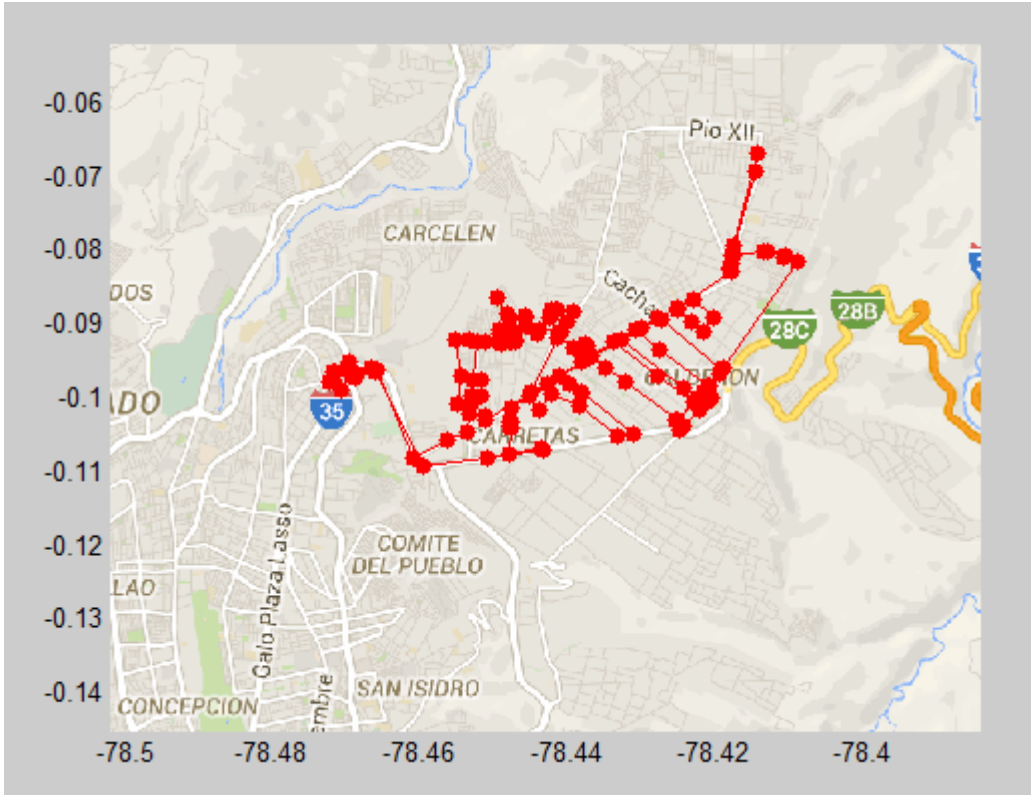 -0.06
-0.07
-0.08
-0.09
-0.1
-0.11
-0.12
-0.13
-0.14
Pio XII
CARCELEN
DOS
28B
28C
ADO
35
CARRETAS
Galo Plaza Lasso
COMITE
DEL PUEBLO
LAO
SAN ISIDRO
CONCEPCION
embre
-78.5
-78.48
-78.46
-78.44
-78.42
-78.4